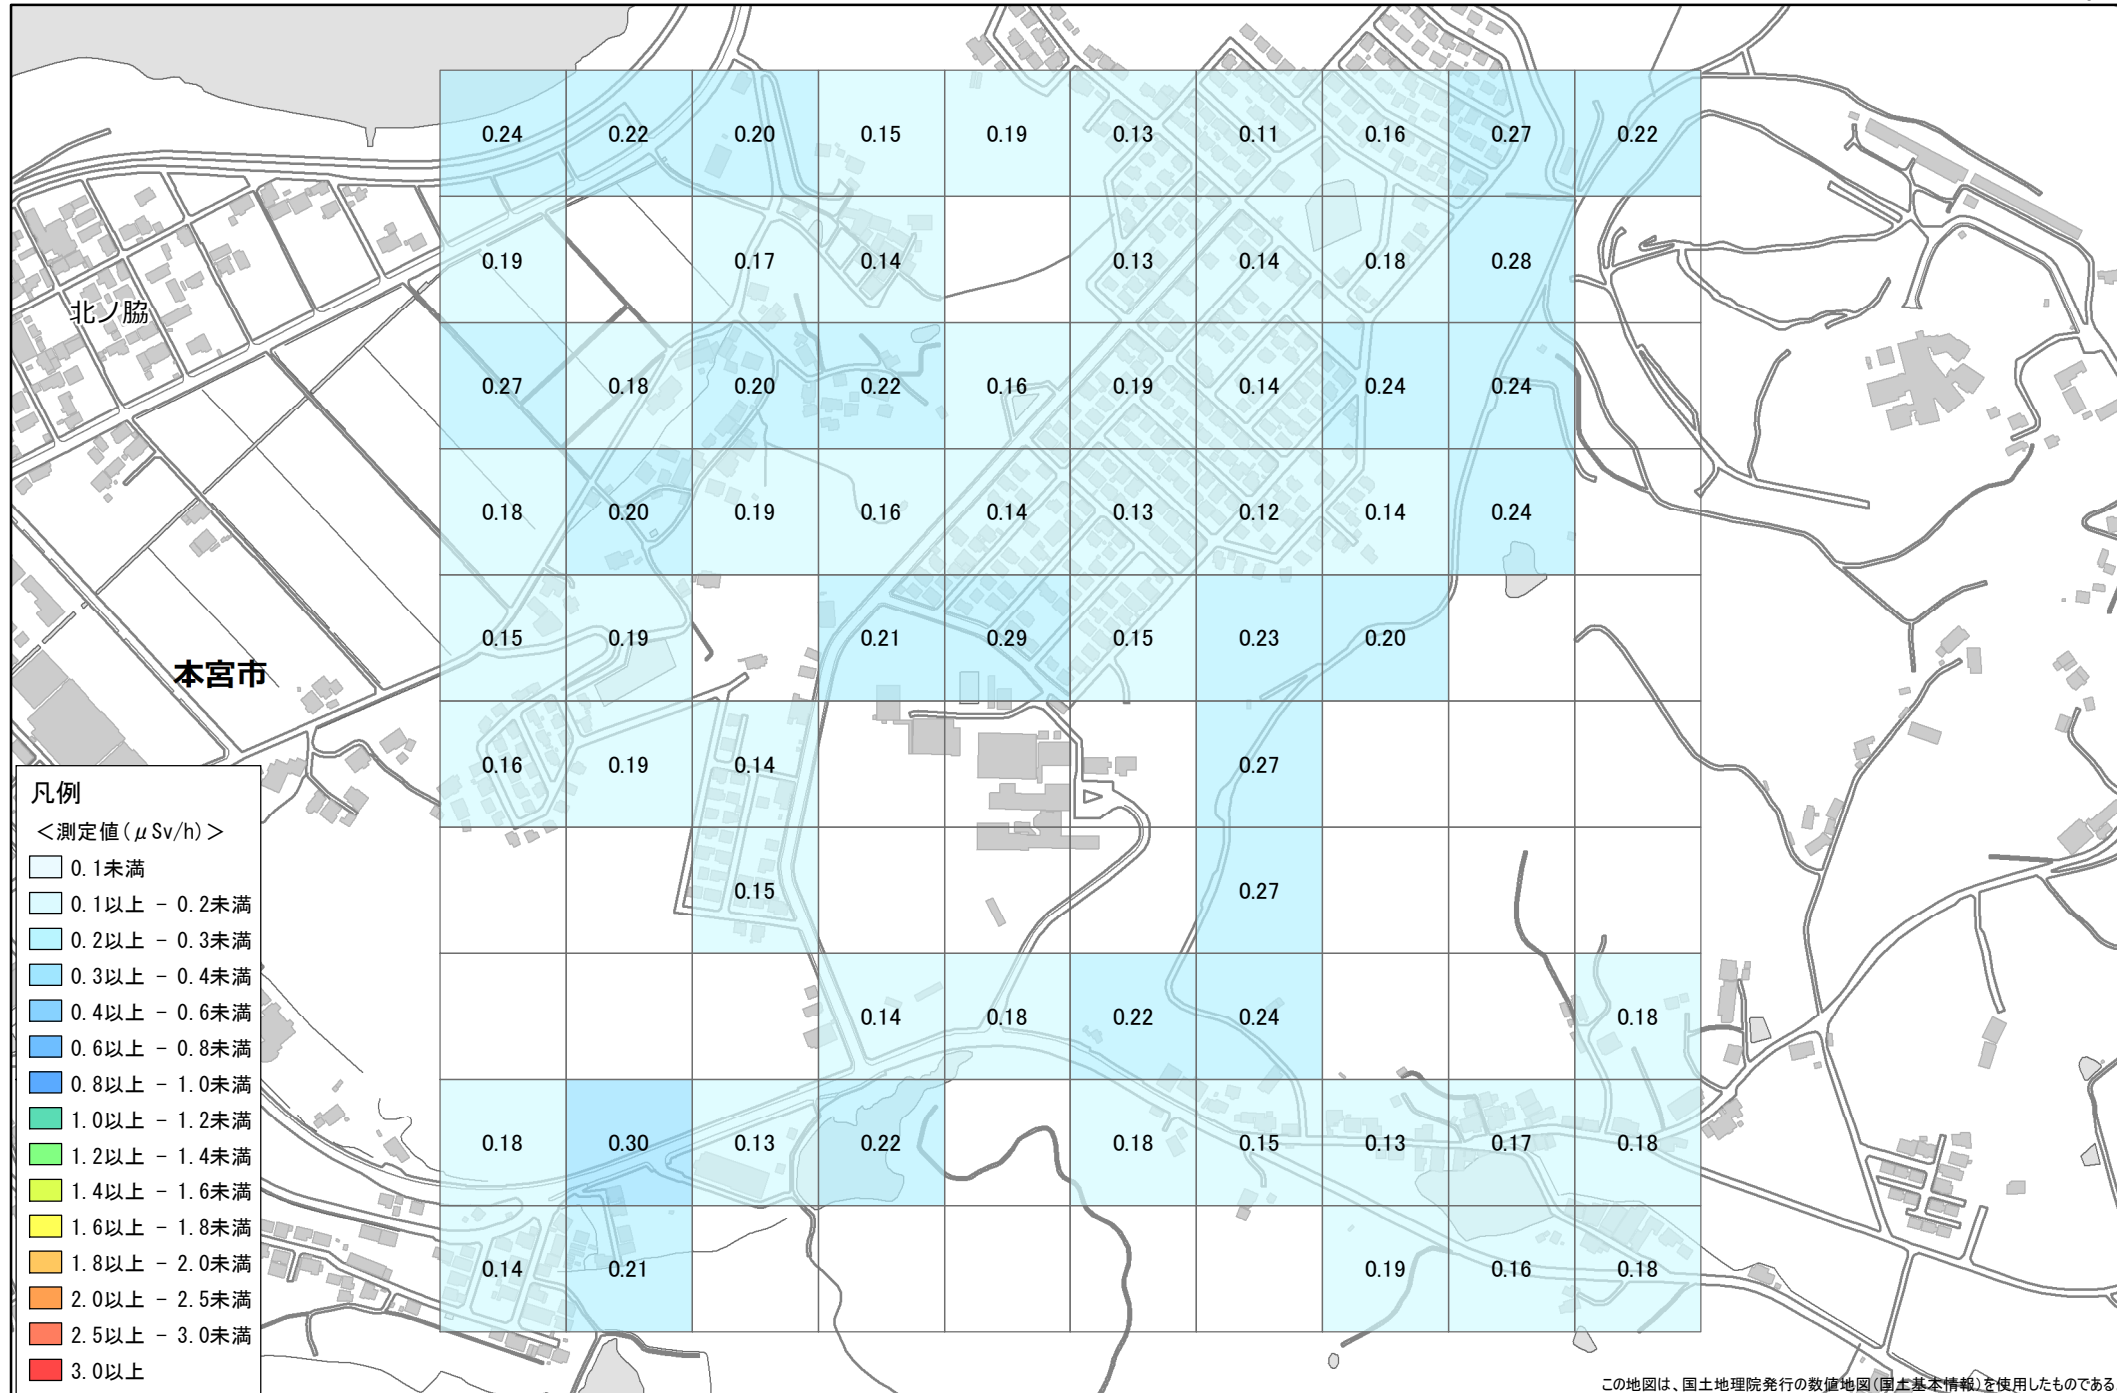 0.24 0.22 0.20 0.15 0.19 0.13 0.11 0.16 0.27 0.22
0.19 0.17 0.14 0.13 0.14 0.18 0.28
北ノ脇
0.27 0.18 0.20 0.22 0.16 0.19 0.14 0.24 0.24
0.18 0.20 0.19 0.16 0.14 0.13 0.12 0.14 0.24
0.15 0.19 0.21 0.29 0.15 0.23 0.20
本宮市
0.16 0.19 0.14 0.27
0.15 0.27
0.14 0.18 0.22 0.24 0.18
0.18 0.30 0.13 0.22 0.18 0.15 0.13 0.17 0.18
0.14 0.21 0.19 0.16 0.18
凡例
＜測定値(μSv/h)＞
0.1未満
0.1以上 － 0.2未満
0.2以上 － 0.3未満
0.3以上 － 0.4未満
0.4以上 － 0.6未満
0.6以上 － 0.8未満
0.8以上 － 1.0未満
1.0以上 － 1.2未満
1.2以上 － 1.4未満
1.4以上 － 1.6未満
1.6以上 － 1.8未満
1.8以上 － 2.0未満
2.0以上 － 2.5未満
2.5以上 － 3.0未満
3.0以上
この地図は、国土地理院発行の数値地図(国土基本情報)を使用したものである